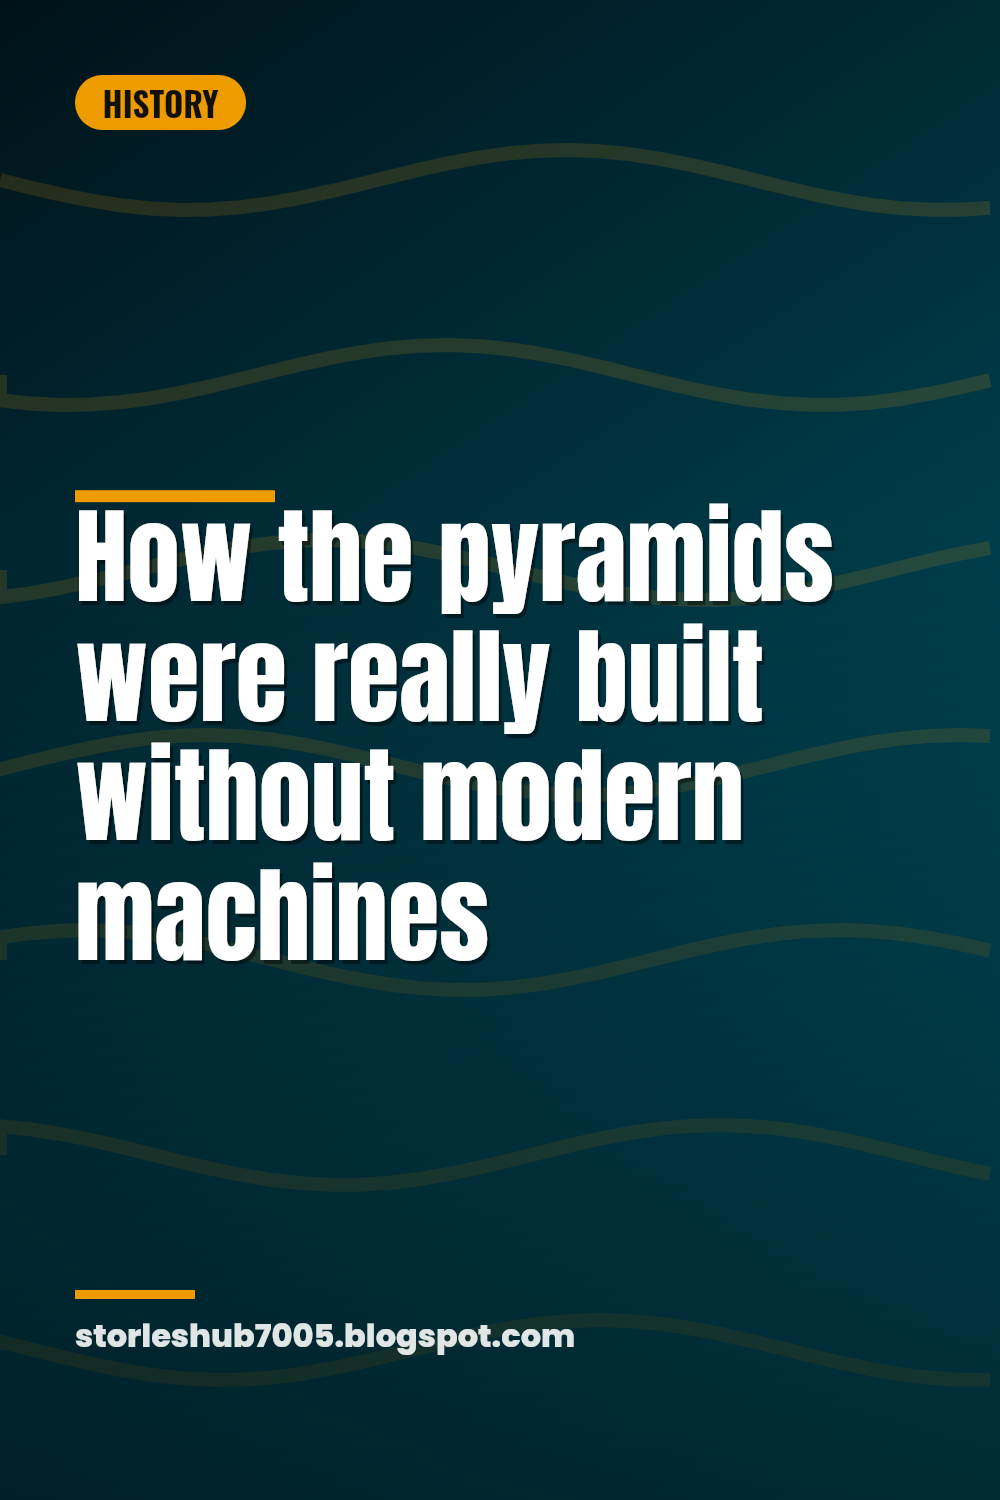 HISTORY
How the pyramids
were really built
without modern
machines
storleshub7005.blogspot.com